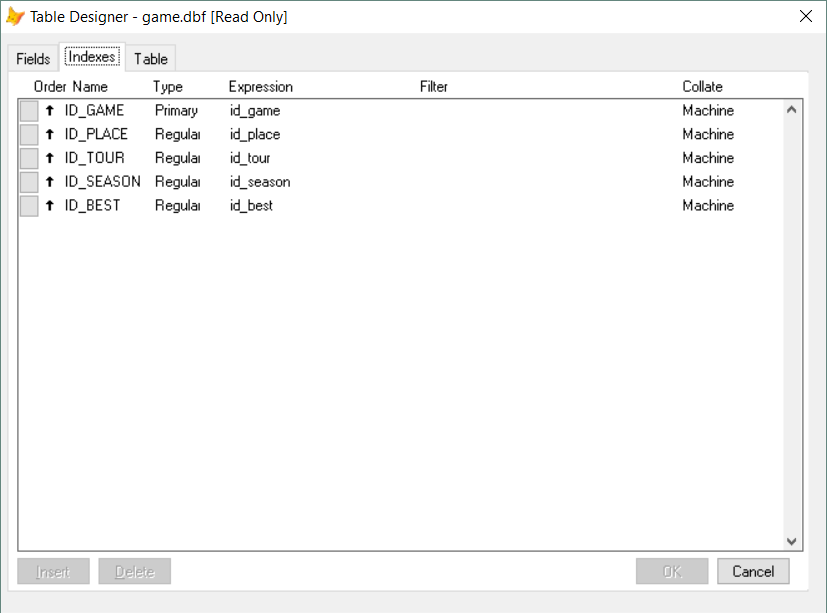 Table Designer - game.dbf [Read Only]
Fields Indexes Table
Order Name Type Expression Filter Collate
ID_GAME Primary id_game Machine
ID_PLACE Regular id_place Machine
ID_TOUR Regular id_tour Machine
ID_SEASON Regular id_season Machine
ID_BEST Regular id_best Machine
Insert Delete OK Cancel